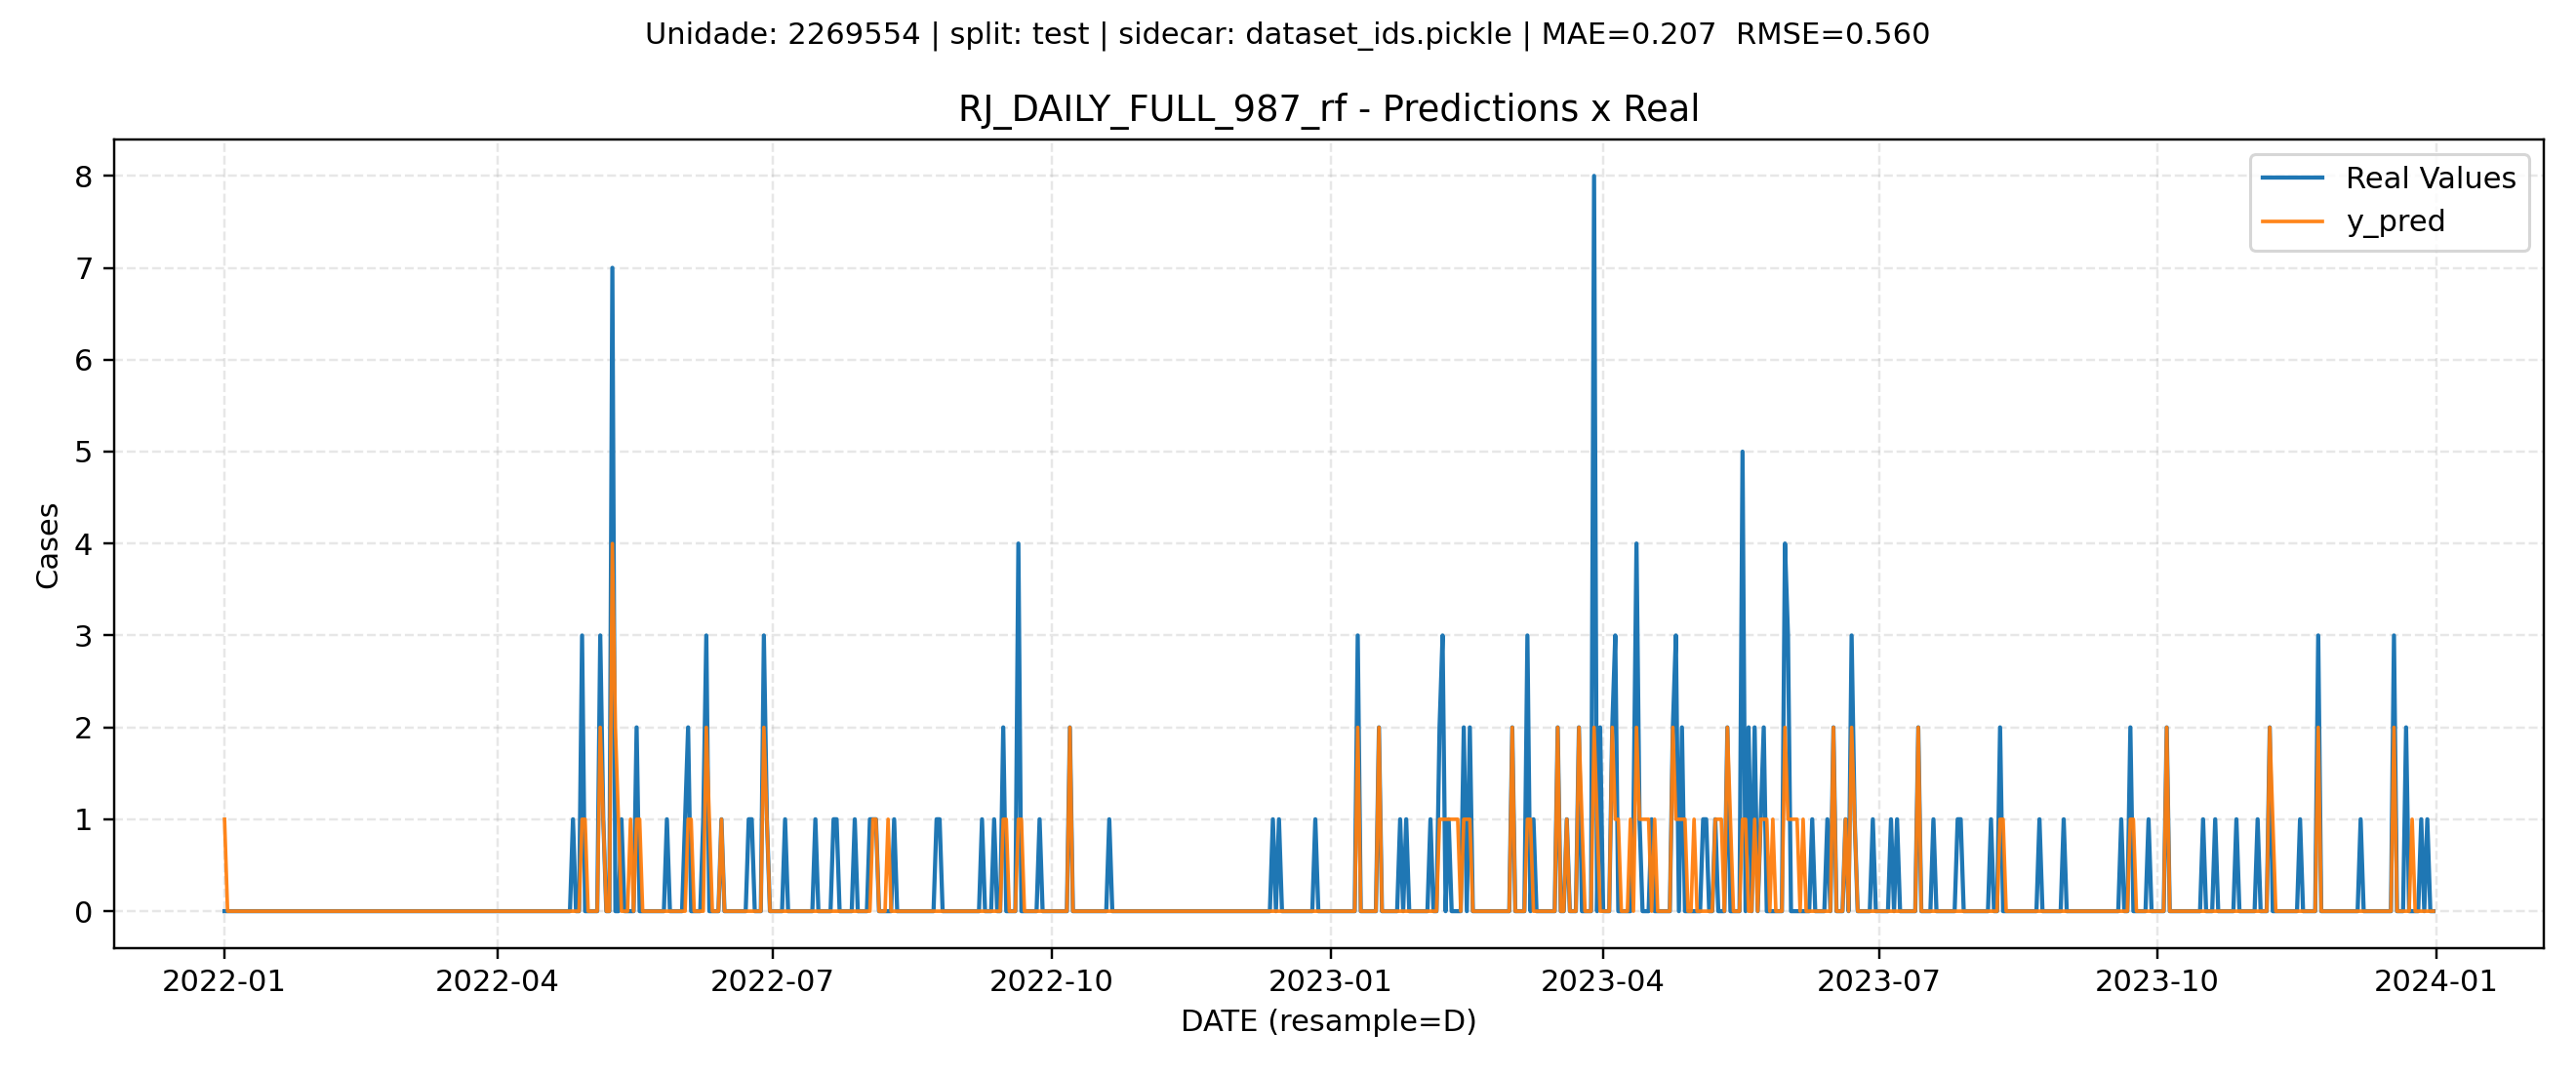 Unidade: 2269554 | split: test | sidecar: dataset_ids.pickle | MAE=0.207  RMSE=0.560
RJ_DAILY_FULL_987_rf - Predictions x Real
Real Values
y_pred
8
7
6
5
4
3
2
1
0
Cases
2022-01 2022-04 2022-07 2022-10 2023-01 2023-04 2023-07 2023-10 2024-01
DATE (resample=D)